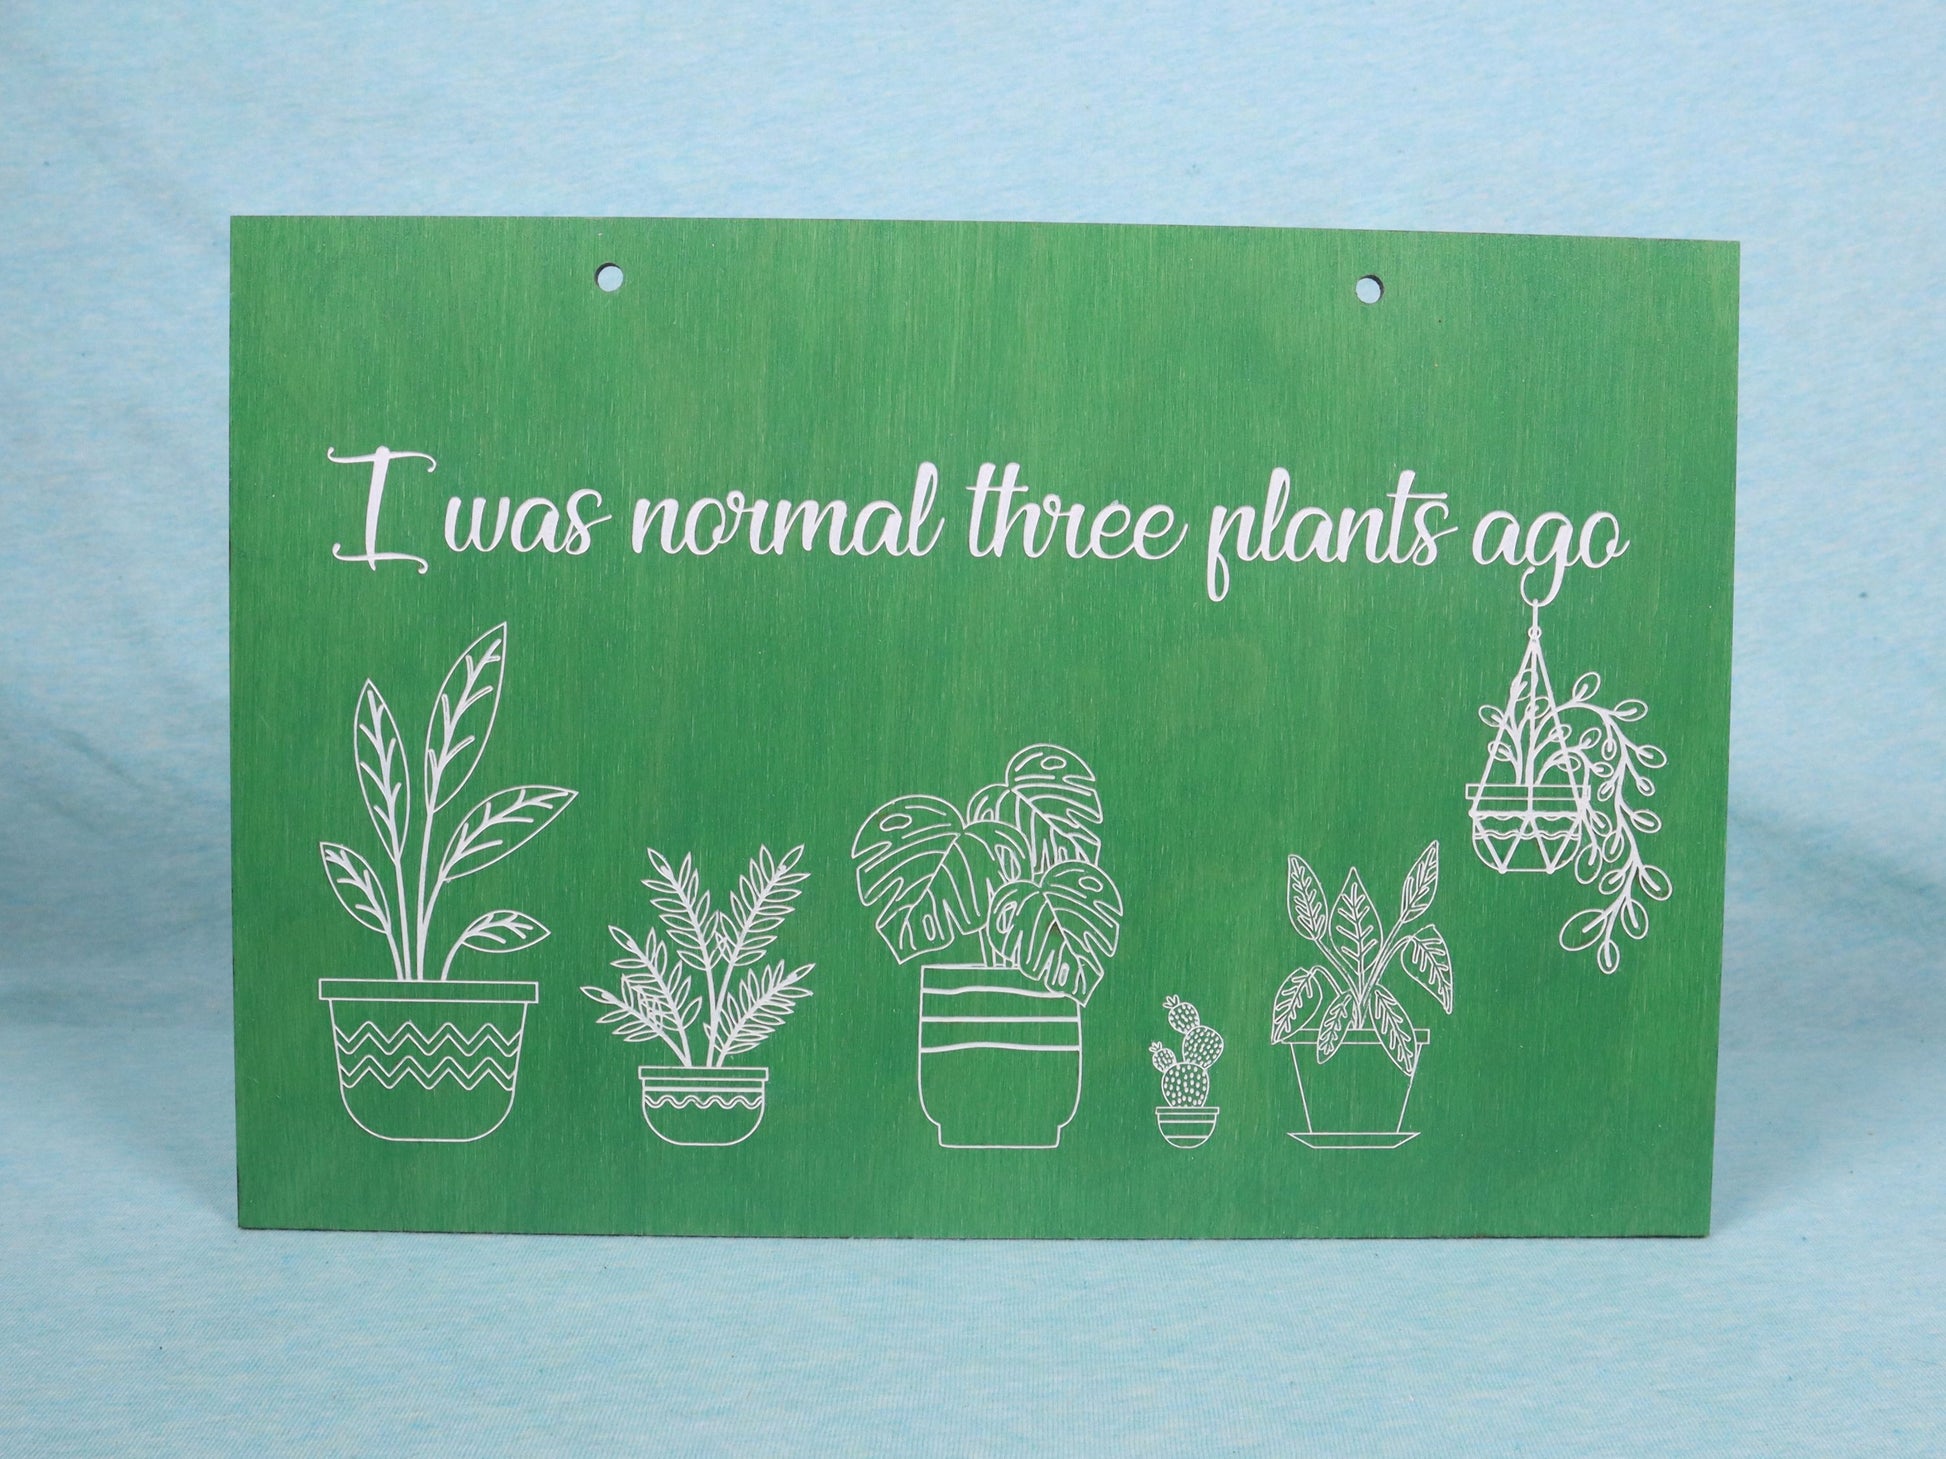 I was normal three plants ago